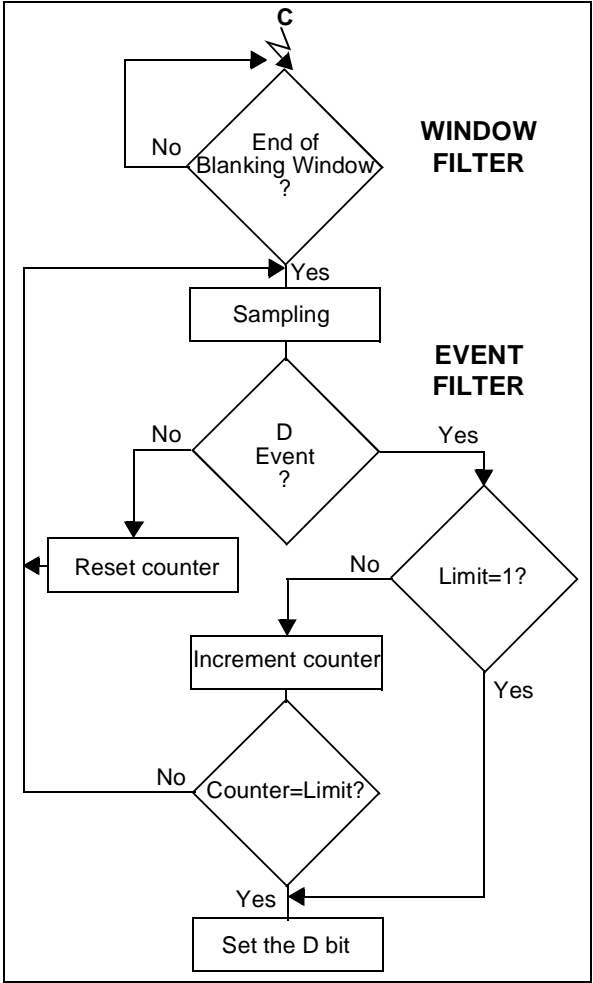 C
WINDOW
FILTER
End of
Blanking Window
?
No
Yes
Sampling
EVENT
FILTER
D
Event
?
No
Yes
Reset counter
Limit=1?
No
Yes
Increment counter
Counter=Limit?
No
Yes
Set the D bit